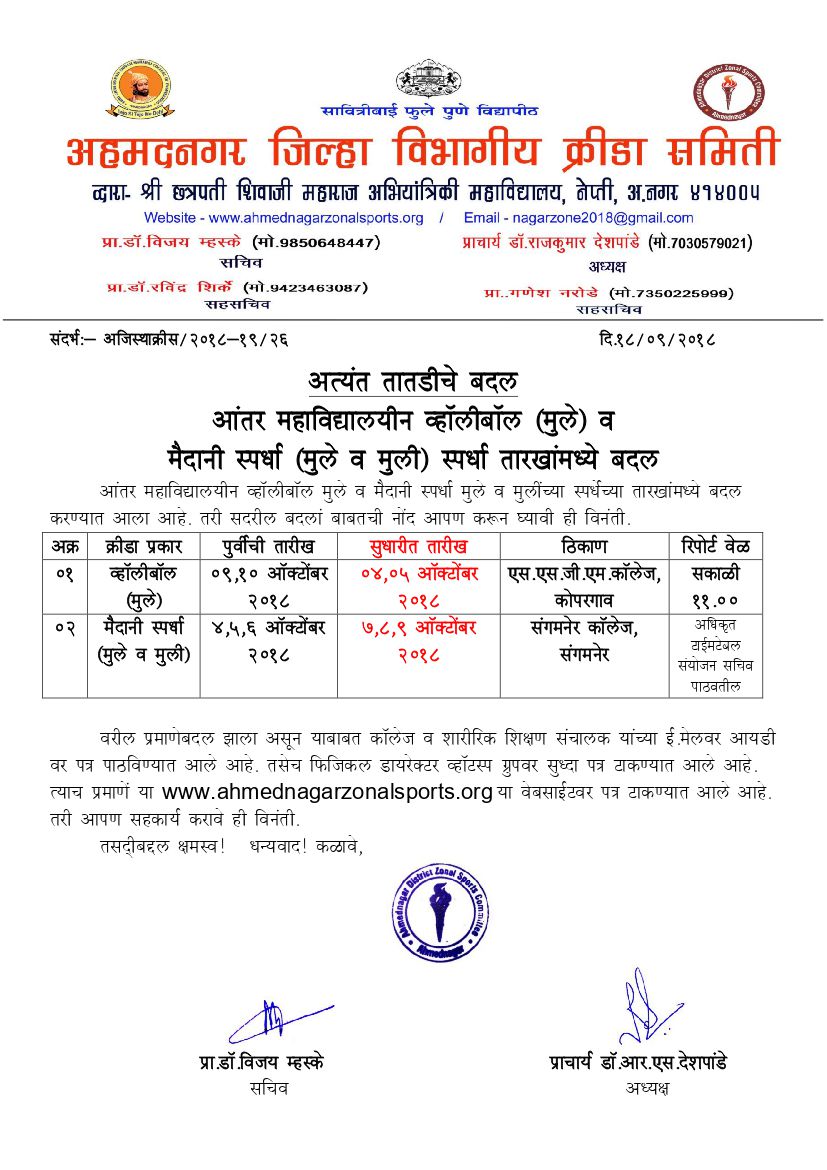 सावित्रीबाई फुले पुणे विद्यापीठ
अहमदनगर जिल्हा विभागीय क्रीडा समिती
द्वारा- श्री छत्रपती शिवाजी महाराज अभियांत्रिकी महाविद्यालय, नेप्ती, अ.नगर ४१४००५
Website - www.ahmednagarzonalsports.org / Email - nagarzone2018@gmail.com
प्रा.डॉ.विजय म्हस्के (मो.9850648447) प्राचार्य डॉ.राजकुमार देशपांडे (मो.7030579021)
सचिव अध्यक्ष
प्रा.डॉ.रविंद्र शिर्के (मो.9423463087) प्रा..गणेश नरोडे (मो.7350225999)
सहसचिव सहसचिव
संदर्भ:– अजिस्थाक्रीस/२०१८–१९/२६ दि.१८/०९/२०१८
अत्यंत तातडीचे बदल
आंतर महाविद्यालयीन व्हॉलीबॉल (मुले) व
मैदानी स्पर्धा (मुले व मुली) स्पर्धा तारखांमध्ये बदल
आंतर महाविद्यालयीन व्हॉलीबॉल मुले व मैदानी स्पर्धा मुले व मुलींच्या स्पर्धेच्या तारखांमध्ये बदल
करण्यात आला आहे. तरी सदरील बदलां बाबतची नोंद आपण करून घ्यावी ही विनंती.
अक्र क्रीडा प्रकार पुर्वीची तारीख सुधारीत तारीख ठिकाण रिपोर्ट वेळ
०१ व्हॉलीबॉल ०९,१० ऑक्टोंबर ०४,०५ ऑक्टोंबर एस.एस.जी.एम.कॉलेज, सकाळी
(मुले) २०१८ २०१८ कोपरगाव ११.००
०२ मैदानी स्पर्धा ४,५,६ ऑक्टोंबर ७,८,९ ऑक्टोंबर संगमनेर कॉलेज, अधिकृत
(मुले व मुली) २०१८ २०१८ संगमनेर टाईमटेबल
संयोजन सचिव
पाठवतील
वरील प्रमाणेबदल झाला असून याबाबत कॉलेज व शारीरिक शिक्षण संचालक यांच्या ई.मेलवर आयडी
वर पत्र पाठविण्यात आले आहे. तसेच फिजिकल डायरेक्टर व्हॉटस्प ग्रुपवर सुध्दा पत्र टाकण्यात आले आहे.
त्याच प्रमाणें या www.ahmednagarzonalsports.org या वेबसाईटवर पत्र टाकण्यात आले आहे.
तरी आपण सहकार्य करावे ही विनंती.
तसदीबद्दल क्षमस्व! धन्यवाद! कळावे,
Ahmednagar District Zonal Sports Committee
Ahmednagar
प्रा.डॉ.विजय म्हस्के प्राचार्य डॉ.आर.एस.देशपांडे
सचिव अध्यक्ष